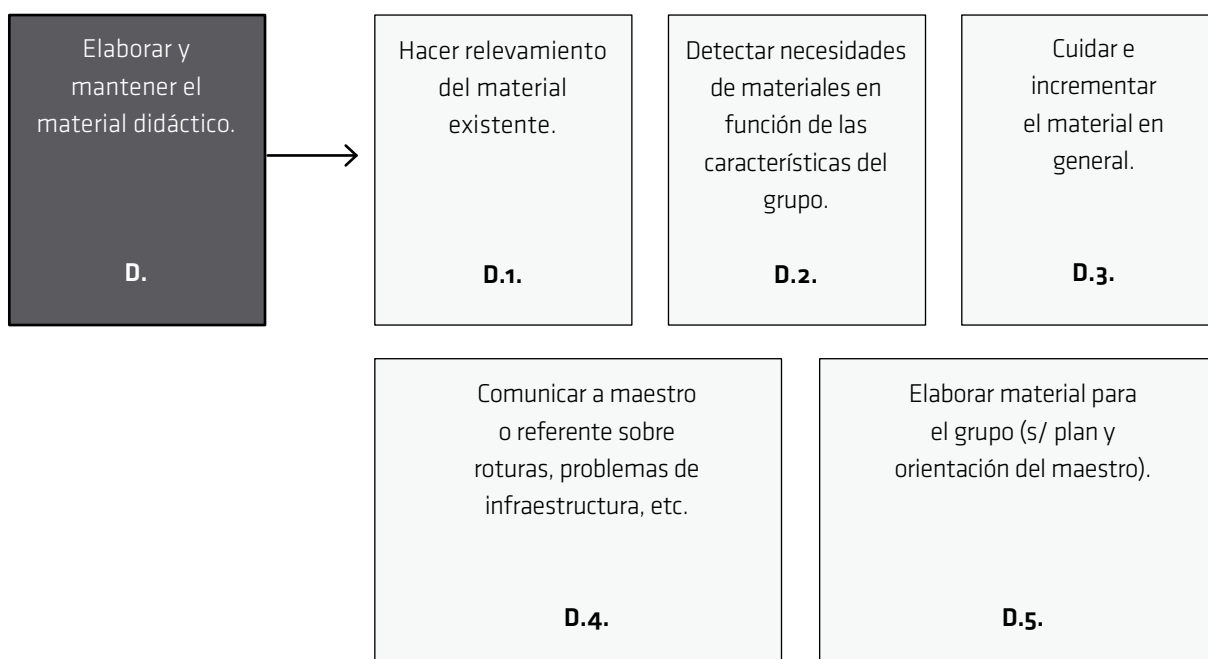 Elaborar y
mantener el
material didáctico.
D.
Hacer relevamiento
del material
existente.
D.1.
Detectar necesidades
de materiales en
función de las
características del
grupo.
D.2.
Cuidar e
incrementar
el material en
general.
D.3.
Comunicar a maestro
o referente sobre
roturas, problemas de
infraestructura, etc.
D.4.
Elaborar material para
el grupo (s/ plan y
orientación del maestro).
D.5.